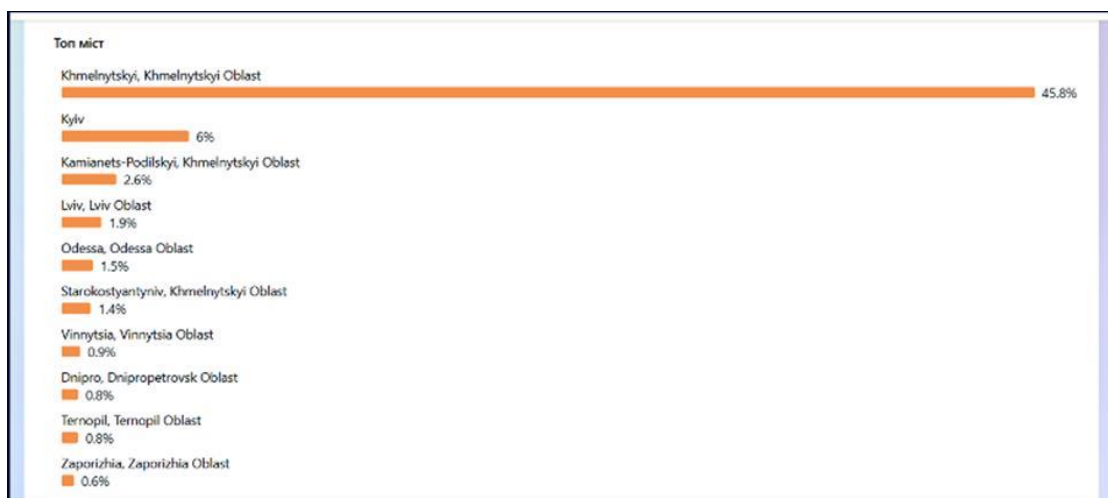 Топ міст
Khmelnytskyi, Khmelnytskyi Oblast
45.8%
Kyiv
6%
Kamianets-Podilskyi, Khmelnytskyi Oblast
2.6%
Lviv, Lviv Oblast
1.9%
Odessa, Odessa Oblast
1.5%
Starokostyantyniv, Khmelnytskyi Oblast
1.4%
Vinnytsia, Vinnytsia Oblast
0.9%
Dnipro, Dnipropetrovsk Oblast
0.8%
Ternopil, Ternopil Oblast
0.8%
Zaporizhia, Zaporizhia Oblast
0.6%